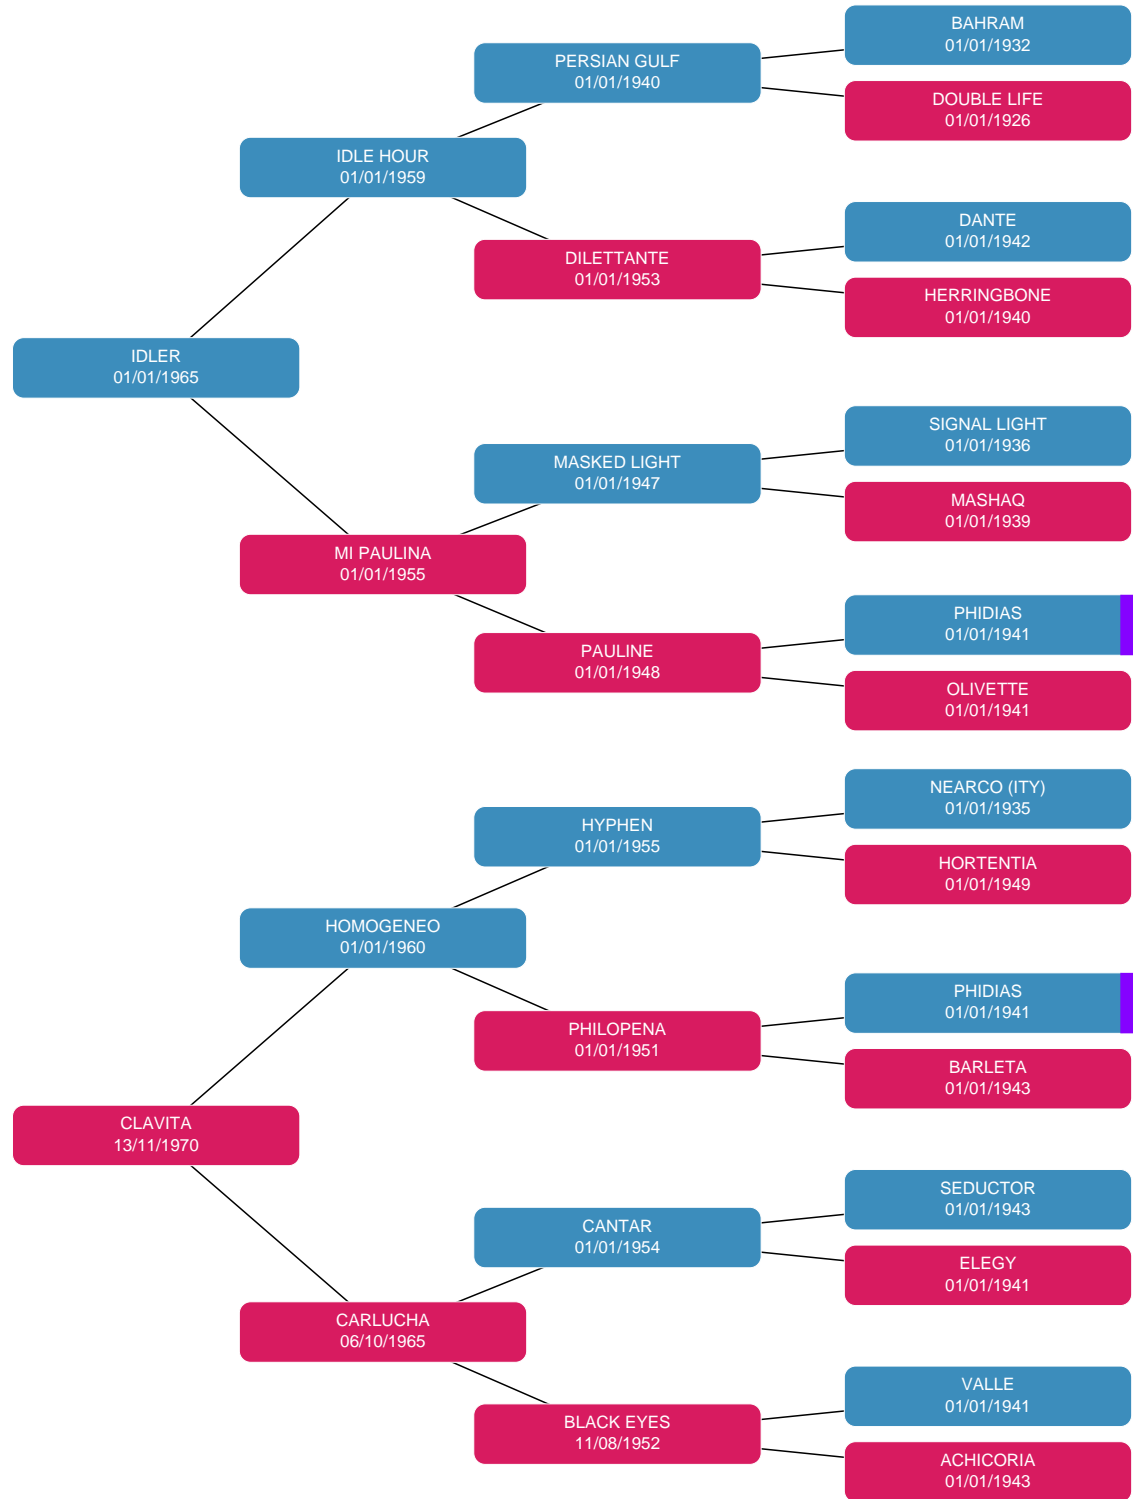 BAHRAM
01/01/1932
PERSIAN GULF
01/01/1940
DOUBLE LIFE
01/01/1926
IDLE HOUR
01/01/1959
DANTE
01/01/1942
DILETTANTE
01/01/1953
HERRINGBONE
01/01/1940
IDLER
01/01/1965
SIGNAL LIGHT
01/01/1936
MASKED LIGHT
01/01/1947
MASHAQ
01/01/1939
MI PAULINA
01/01/1955
PHIDIAS
01/01/1941
PAULINE
01/01/1948
OLIVETTE
01/01/1941
NEARCO (ITY)
01/01/1935
HYPHEN
01/01/1955
HORTENTIA
01/01/1949
HOMOGENEO
01/01/1960
PHIDIAS
01/01/1941
PHILOPENA
01/01/1951
BARLETA
01/01/1943
CLAVITA
13/11/1970
SEDUCTOR
01/01/1943
CANTAR
01/01/1954
ELEGY
01/01/1941
CARLUCHA
06/10/1965
VALLE
01/01/1941
BLACK EYES
11/08/1952
ACHICORIA
01/01/1943